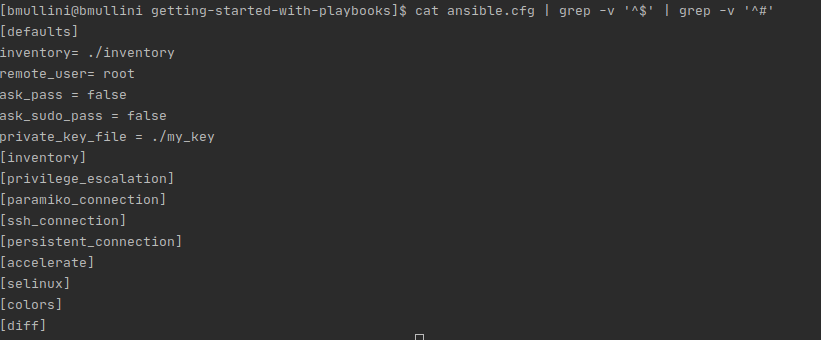 [bmullini@bmullini getting-started-with-playbooks]$ cat ansible.cfg | grep -v '^$' | grep -v '^#'
[defaults]
inventory= ./inventory
remote_user= root
ask_pass = false
ask_sudo_pass = false
private_key_file = ./my_key
[inventory]
[privilege_escalation]
[paramiko_connection]
[ssh_connection]
[persistent_connection]
[accelerate]
[selinux]
[colors]
[diff]